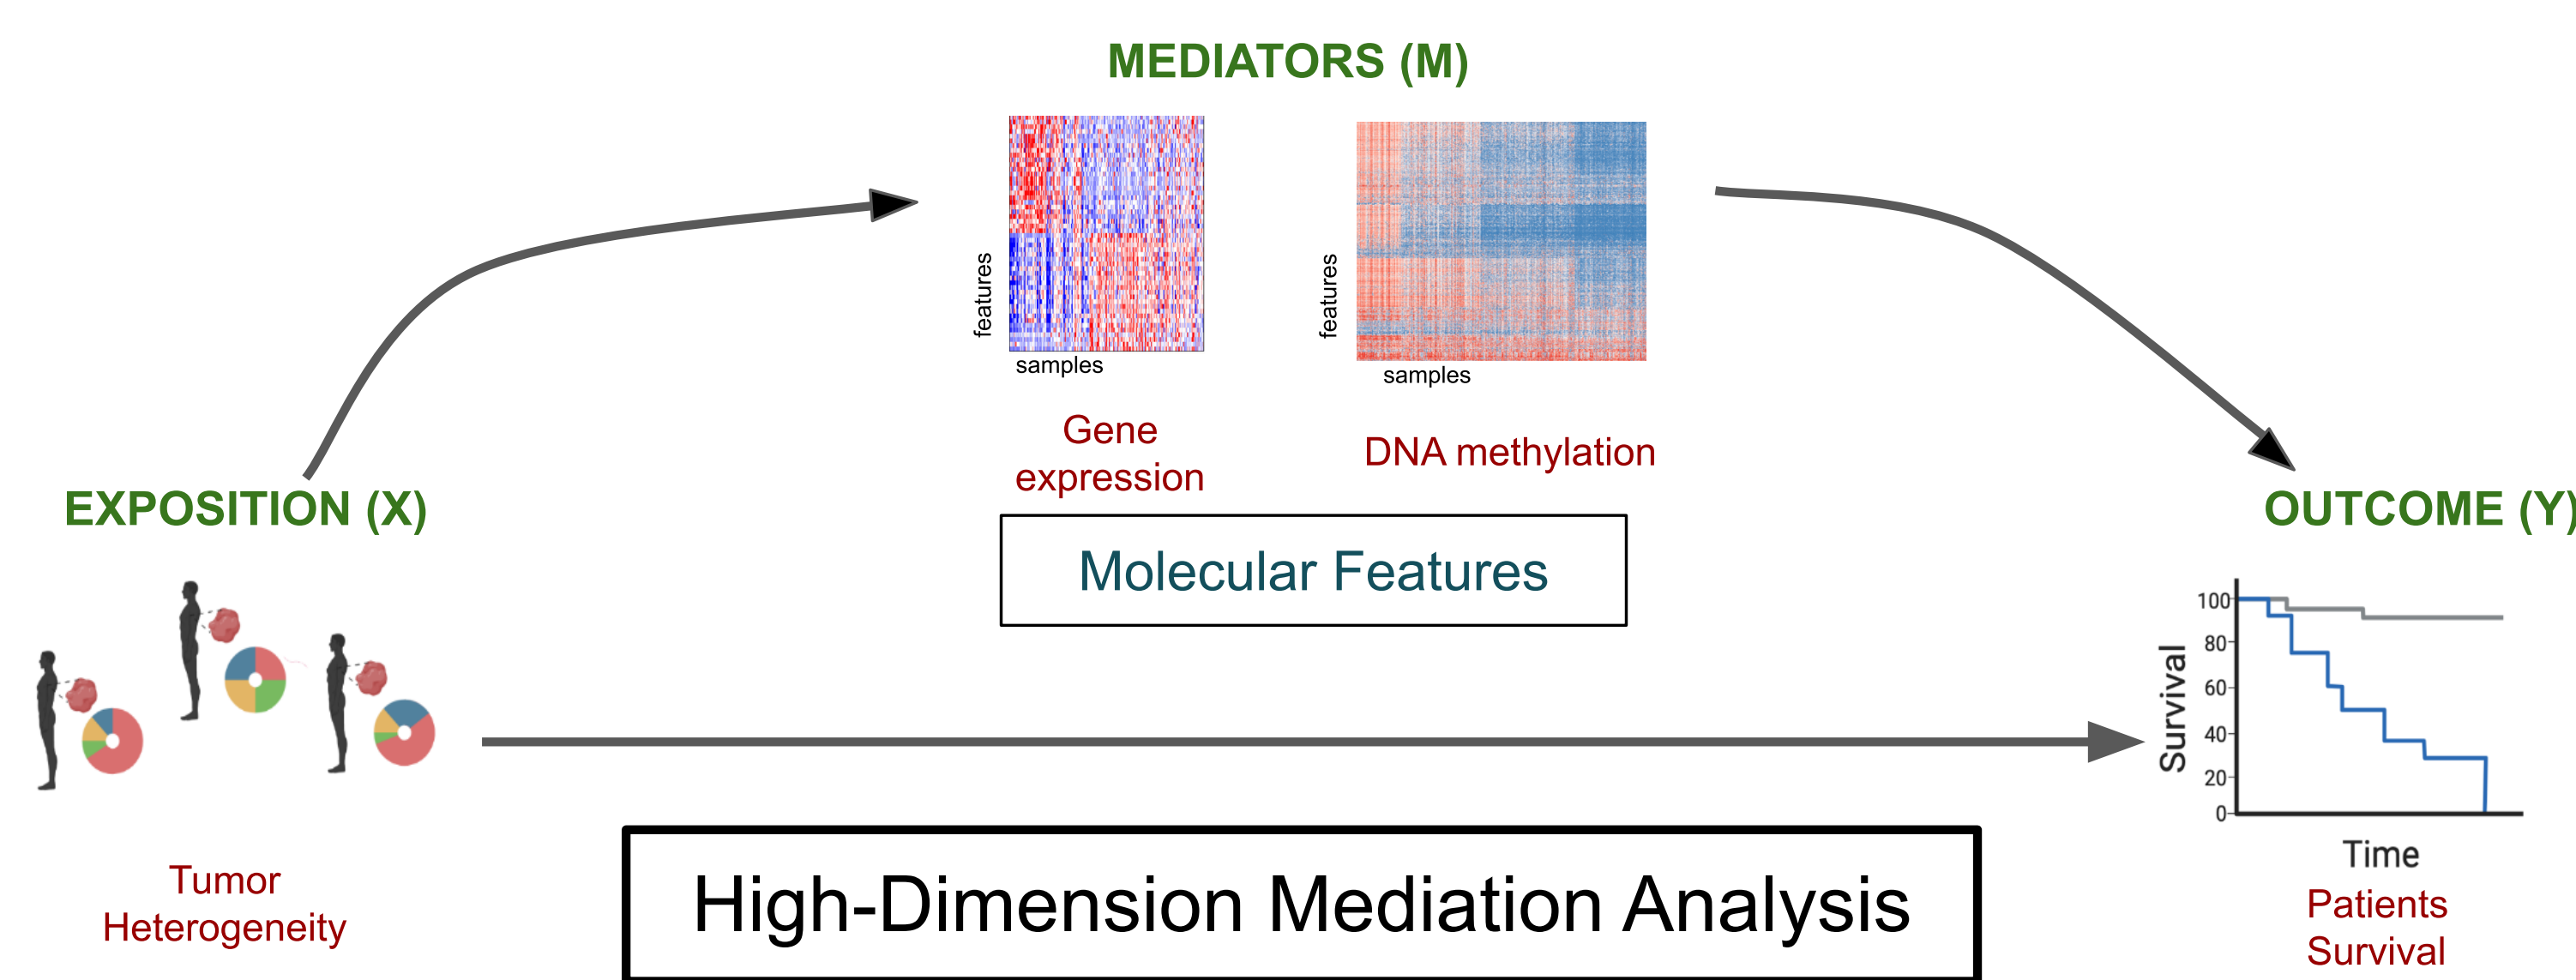 MEDIATORS (M)
features
samples
features
samples
Gene
expression
DNA methylation
Molecular Features
EXPOSITION (X)
Tumor
Heterogeneity
OUTCOME (Y)
Survival
100
80
60
40
20
0
Time
Patients
Survival
High-Dimension Mediation Analysis